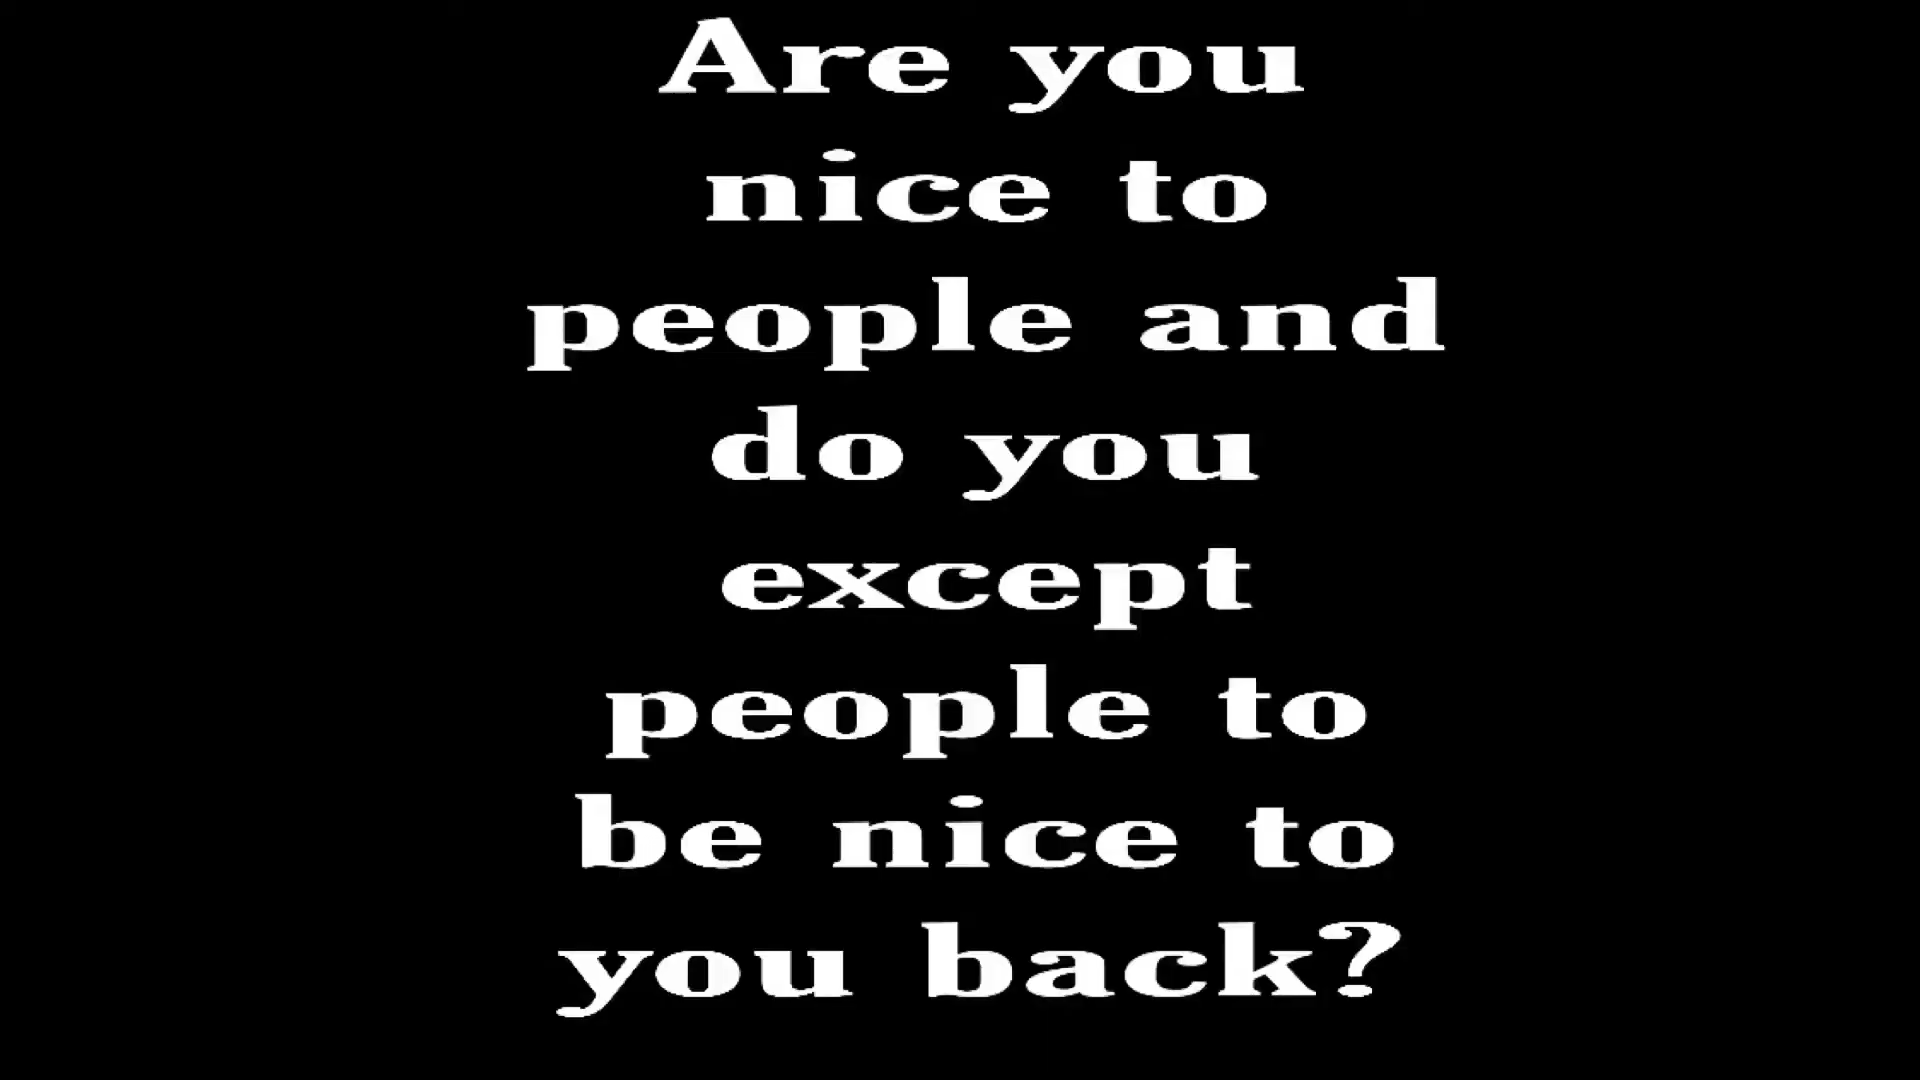 Are you
nice to
people and
do you
except
people to
be nice to
you back?